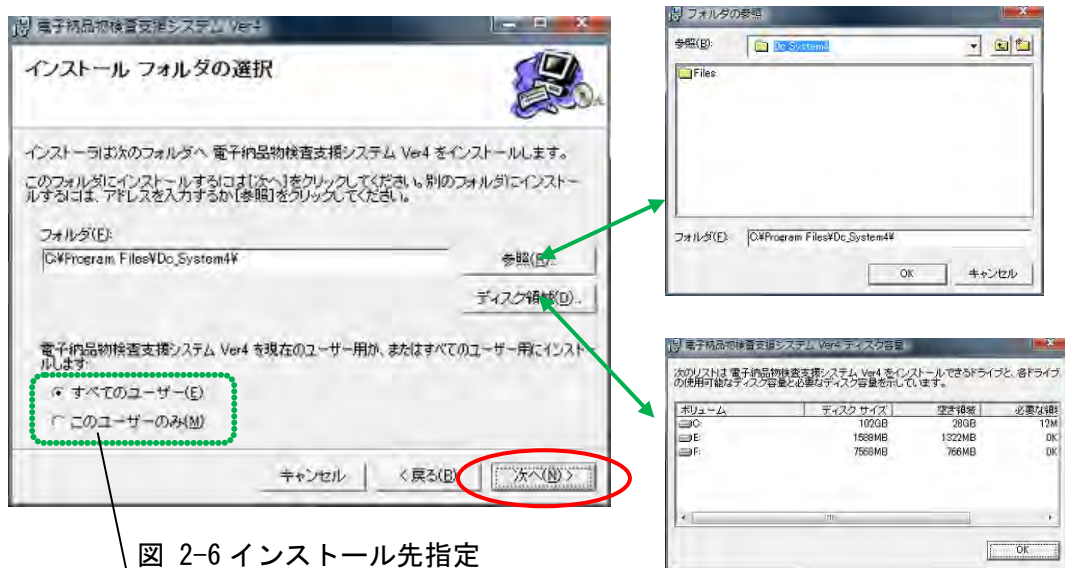 電子納品物検査支援システム Ver4
インストール フォルダの選択
インストーラは次のフォルダへ 電子納品物検査支援システム Ver4 をインストールします。
このフォルダにインストールするには[次へ]をクリックしてください。別のフォルダにインストー
ルするには、アドレスを入力するか[参照]をクリックしてください。
フォルダ(F):
C:¥Program Files¥Dc_System4¥
参照(R)...
ディスク領域(D)...
電子納品物検査支援システム Ver4 を現在のユーザー用か、またはすべてのユーザー用にインストー
ルします:
すべてのユーザー(E)
このユーザーのみ(M)
キャンセル
< 戻る(B)
次へ(N) >
図 2-6 インストール先指定
フォルダの参照
参照(B):
Dc_System4
Files
フォルダ(F):
C:¥Program Files¥Dc_System4¥
OK
キャンセル
電子納品物検査支援システム Ver4 ディスク容量
次のリストは 電子納品物検査支援システム Ver4 をインストールできるドライブと、各ドライブ
の使用可能なディスク容量と必要なディスク容量を示しています。
ボリューム ディスク サイズ 空き領域 必要な領
C: 102GB 28GB 12M
E: 1588MB 1322MB 0K
F: 7568MB 766MB 0K
OK